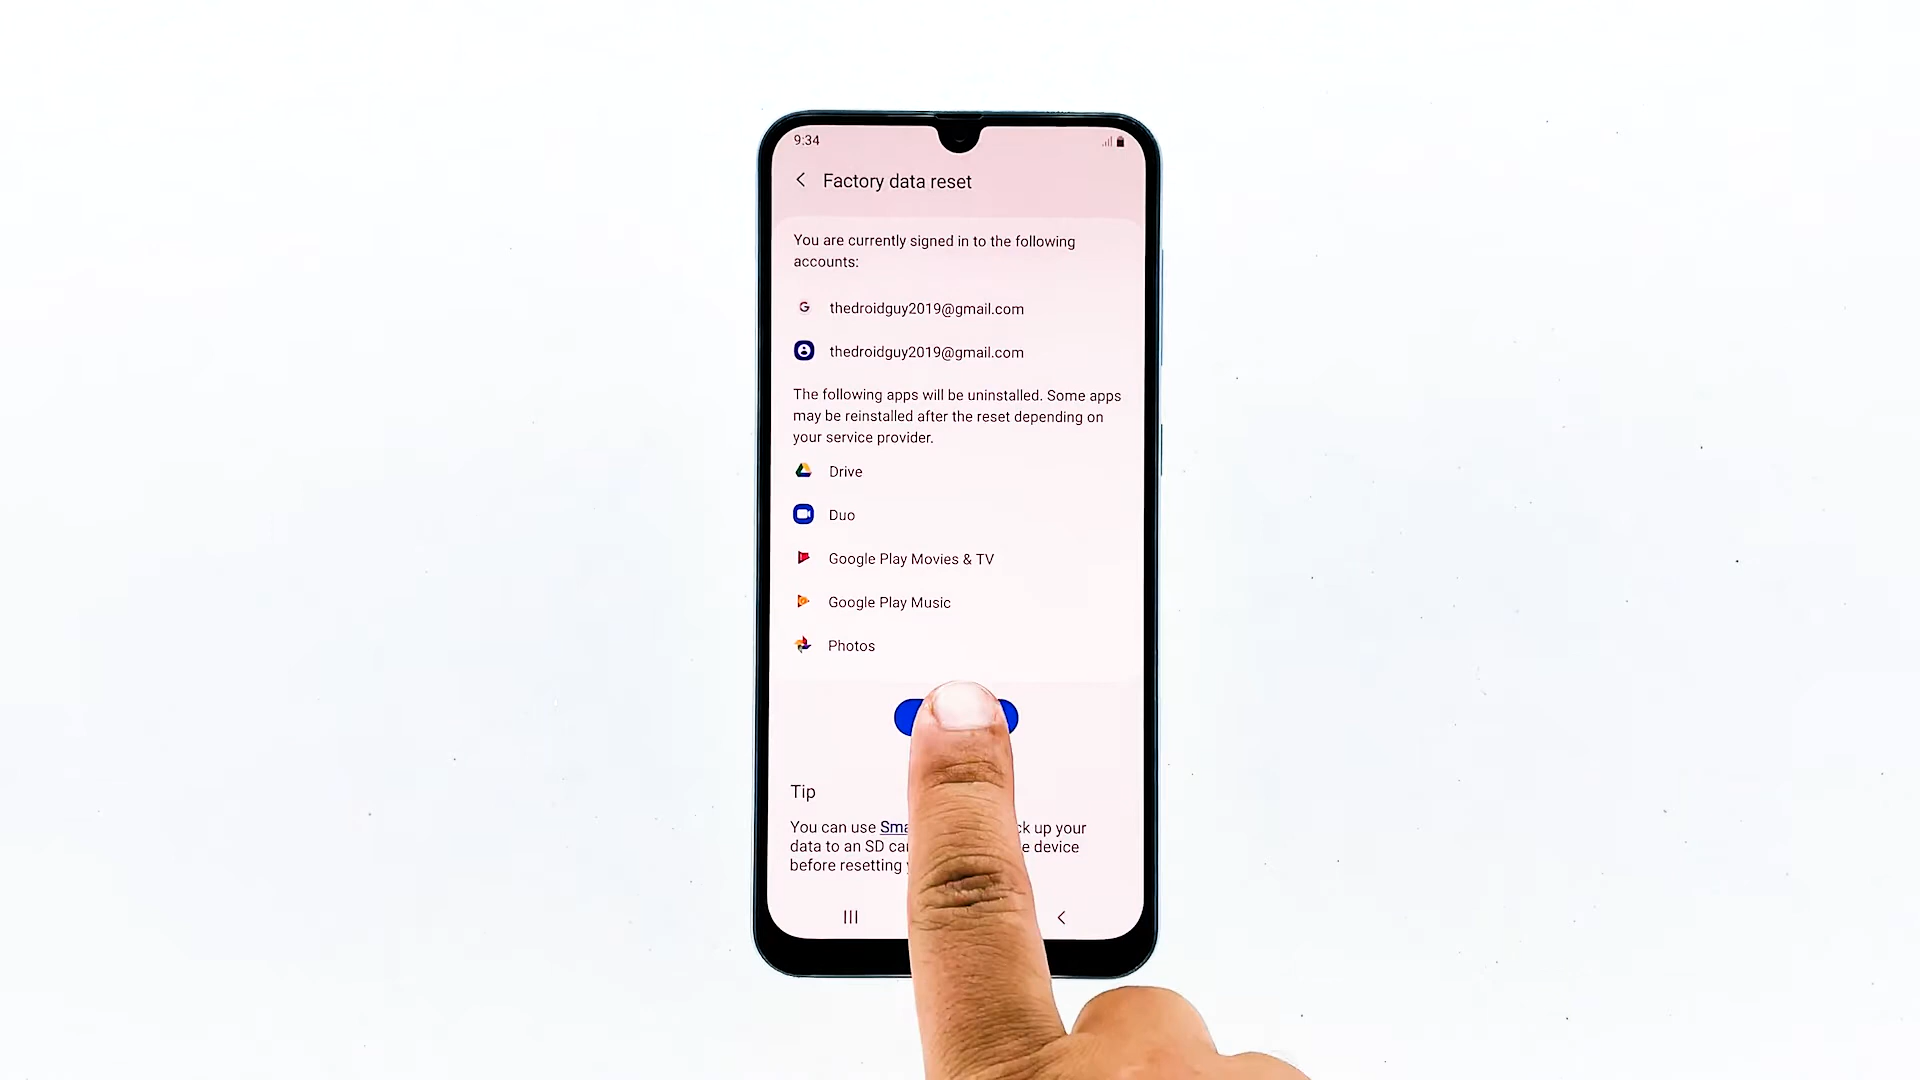 9:34
Factory data reset
You are currently signed in to the following
accounts:
G
thedroidguy2019@gmail.com
thedroidguy2019@gmail.com
The following apps will be uninstalled. Some apps
may be reinstalled after the reset depending on
your service provider.
Drive
Duo
Google Play Movies & TV
Google Play Music
Photos
Tip
You can use up your
data to an SD device
before resetting